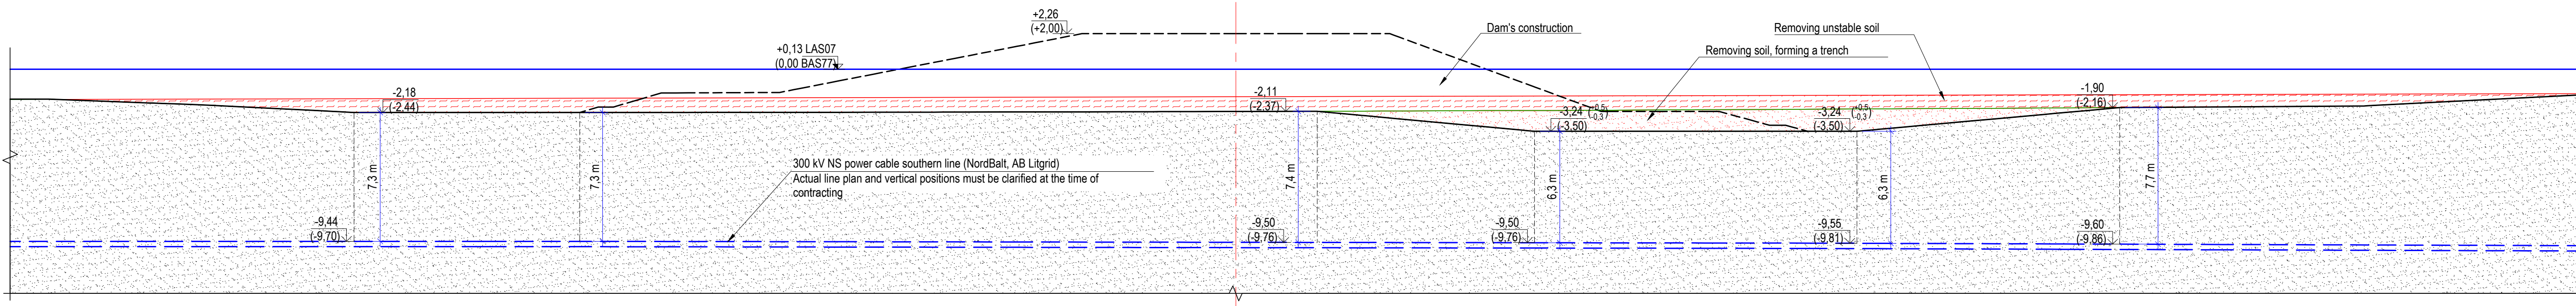 +2,26
(+2,00)
Dam's construction
Removing unstable soil
+0,13 LAS07
(0,00 BAS77)
Removing soil, forming a trench
-2,18
(-2,44)
-2,11
(-2,37)
-3,24 (+0,5
-0,3)
(-3,50)
-3,24 (+0,5
-0,3)
(-3,50)
-1,90
(-2,16)
300 kV NS power cable southern line (NordBalt, AB Litgrid)
Actual line plan and vertical positions must be clarified at the time of
contracting
7,3 m
7,3 m
7,4 m
6,3 m
6,3 m
7,7 m
-9,44
(-9,70)
-9,50
(-9,76)
-9,50
(-9,76)
-9,55
(-9,81)
-9,60
(-9,86)